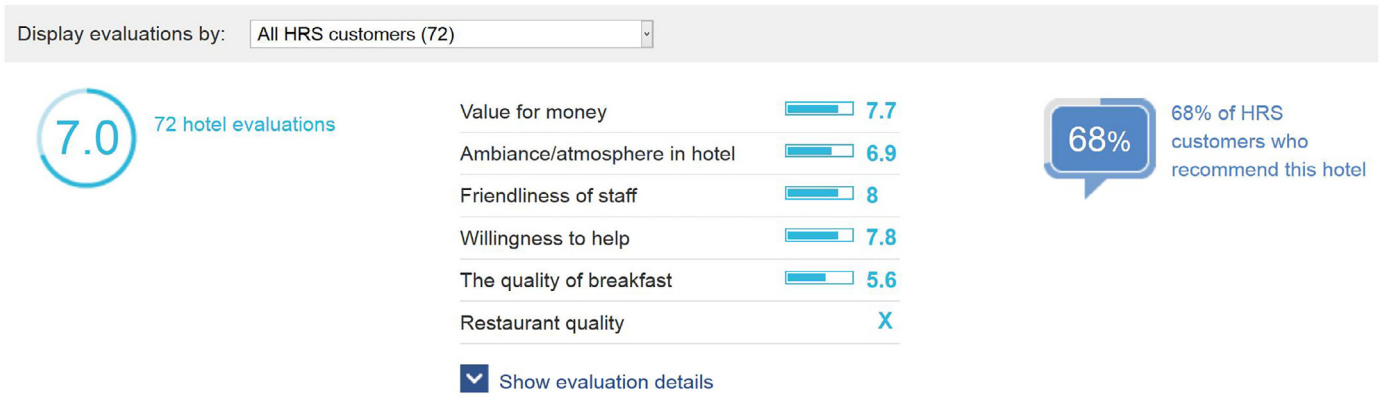 Display evaluations by: All HRS customers (72)
7.0
72 hotel evaluations
Value for money 7.7
Ambiance/atmosphere in hotel 6.9
Friendliness of staff 8
Willingness to help 7.8
The quality of breakfast 5.6
Restaurant quality X
Show evaluation details
68%
68% of HRS
customers who
recommend this hotel